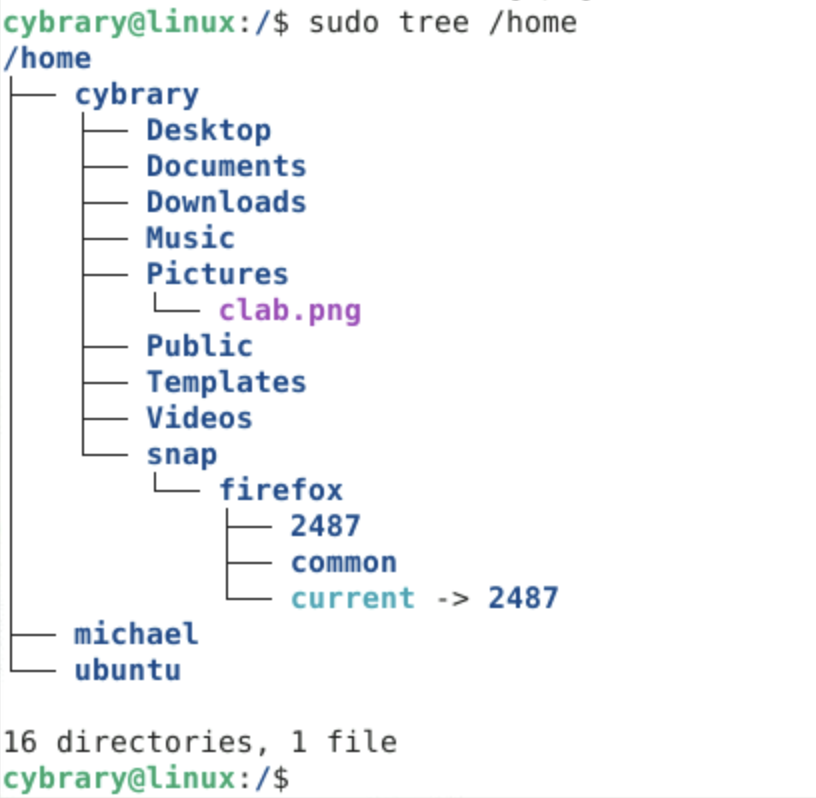 cybrary@linux:/$ sudo tree /home
/home
├── cybrary
│   ├── Desktop
│   ├── Documents
│   ├── Downloads
│   ├── Music
│   ├── Pictures
│   │   └── clab.png
│   ├── Public
│   ├── Templates
│   ├── Videos
│   └── snap
│       └── firefox
│           ├── 2487
│           ├── common
│           └── current -> 2487
├── michael
└── ubuntu

16 directories, 1 file
cybrary@linux:/$